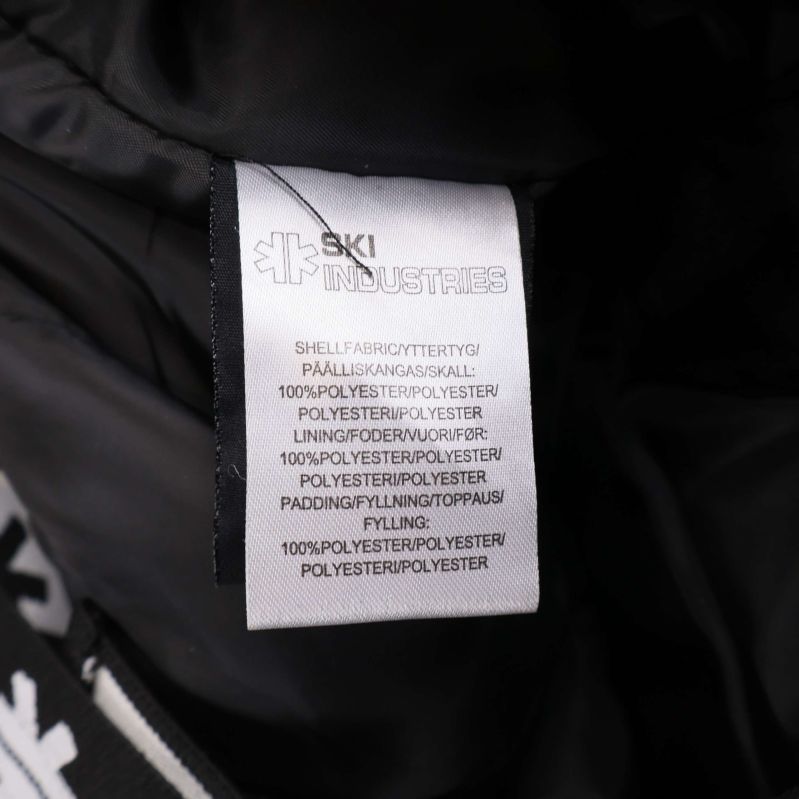 SKI
INDUSTRIES
SHELLFABRIC/YTTERTYG/
PÄÄLLISKANGAS/SKALL:
100%POLYESTER/POLYESTER/
POLYESTERI/POLYESTER
LINING/FODER/VUORI/FØR:
100%POLYESTER/POLYESTER/
POLYESTERI/POLYESTER
PADDING/FYLLNING/TOPPAUS/
FYLLING:
100%POLYESTER/POLYESTER/
POLYESTERI/POLYESTER